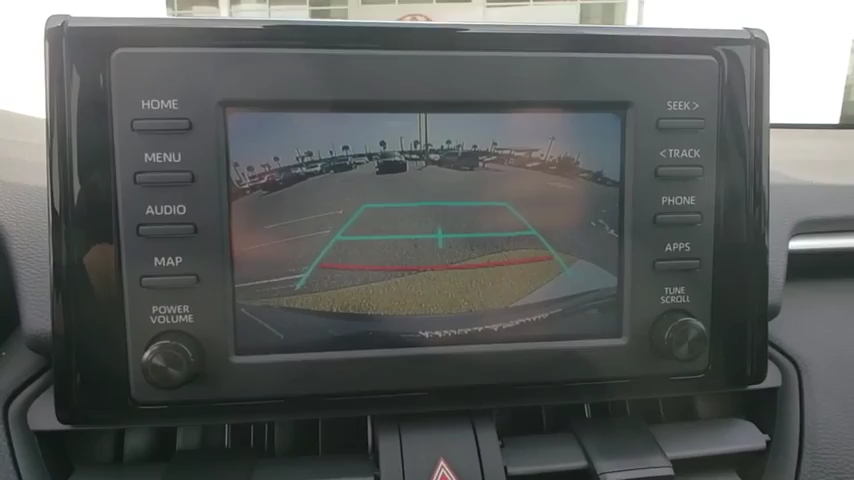 HOME
MENU
AUDIO
MAP
POWER
VOLUME
SEEK >
< TRACK
PHONE
APPS
TUNE
SCROLL